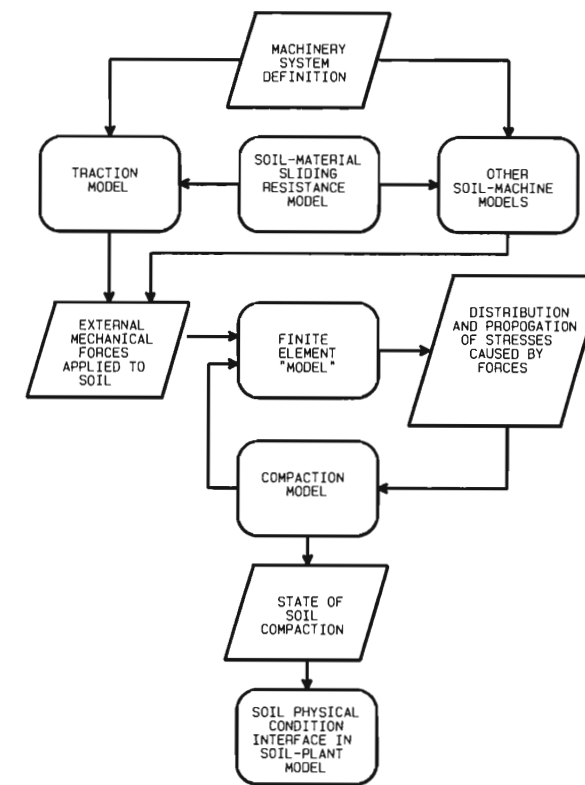 MACHINERY
SYSTEM
DEFINITION
TRACTION
MODEL
SOIL-MATERIAL
SLIDING
RESISTANCE
MODEL
OTHER
SOIL-MACHINE
MODELS
EXTERNAL
MECHANICAL
FORCES
APPLIED TO
SOIL
FINITE
ELEMENT
"MODEL"
DISTRIBUTION
AND PROPOGATION
OF STRESSES
CAUSED BY
FORCES
COMPACTION
MODEL
STATE OF
SOIL
COMPACTION
SOIL PHYSICAL
CONDITION
INTERFACE IN
SOIL-PLANT
MODEL